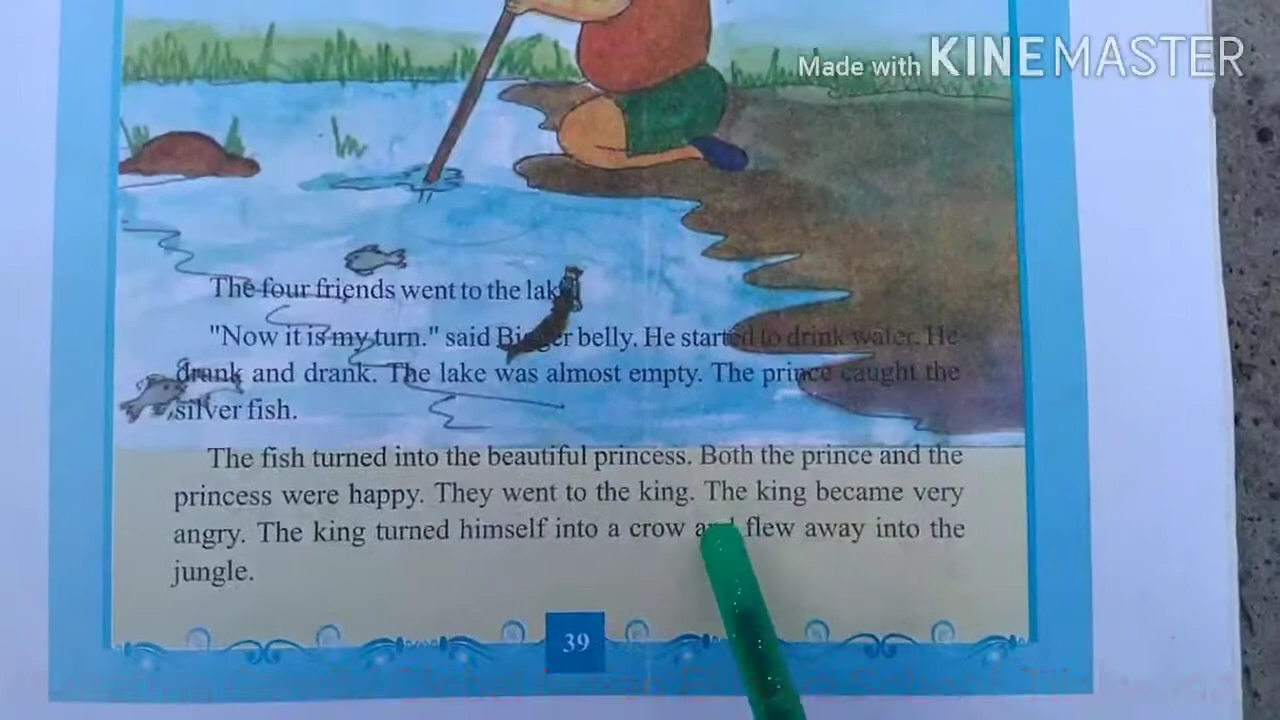 Made with KINEMASTER
The four friends went to the lake
"Now it is my turn." said Bigger belly. He started to drink water. He
drank and drank. The lake was almost empty. The prince caught the
silver fish.
The fish turned into the beautiful princess. Both the prince and the
princess were happy. They went to the king. The king became very
angry. The king turned himself into a crow and flew away into the
jungle.
39